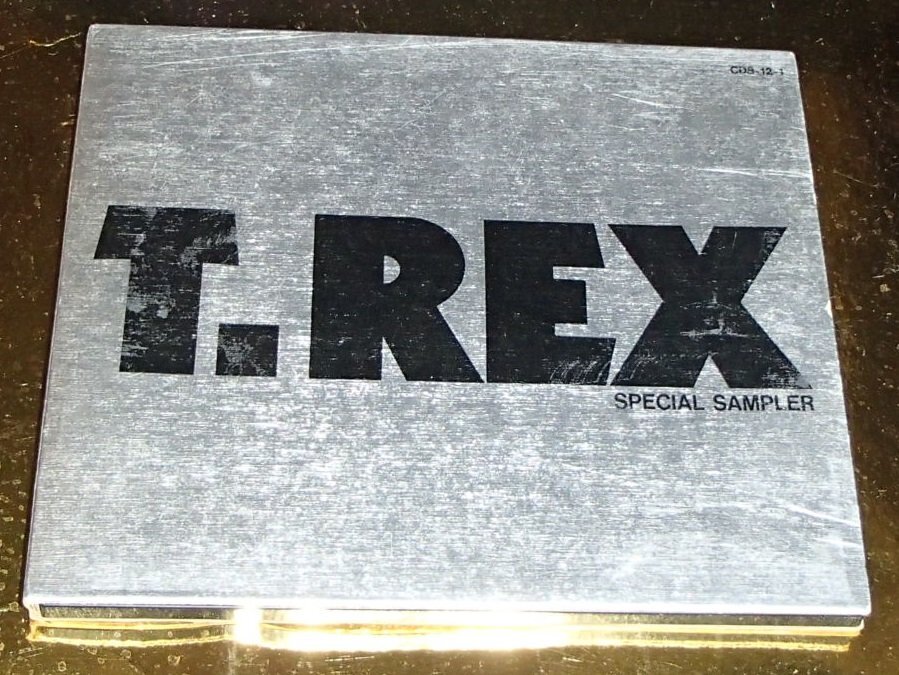 CDS-12-1
T.REX
SPECIAL SAMPLER